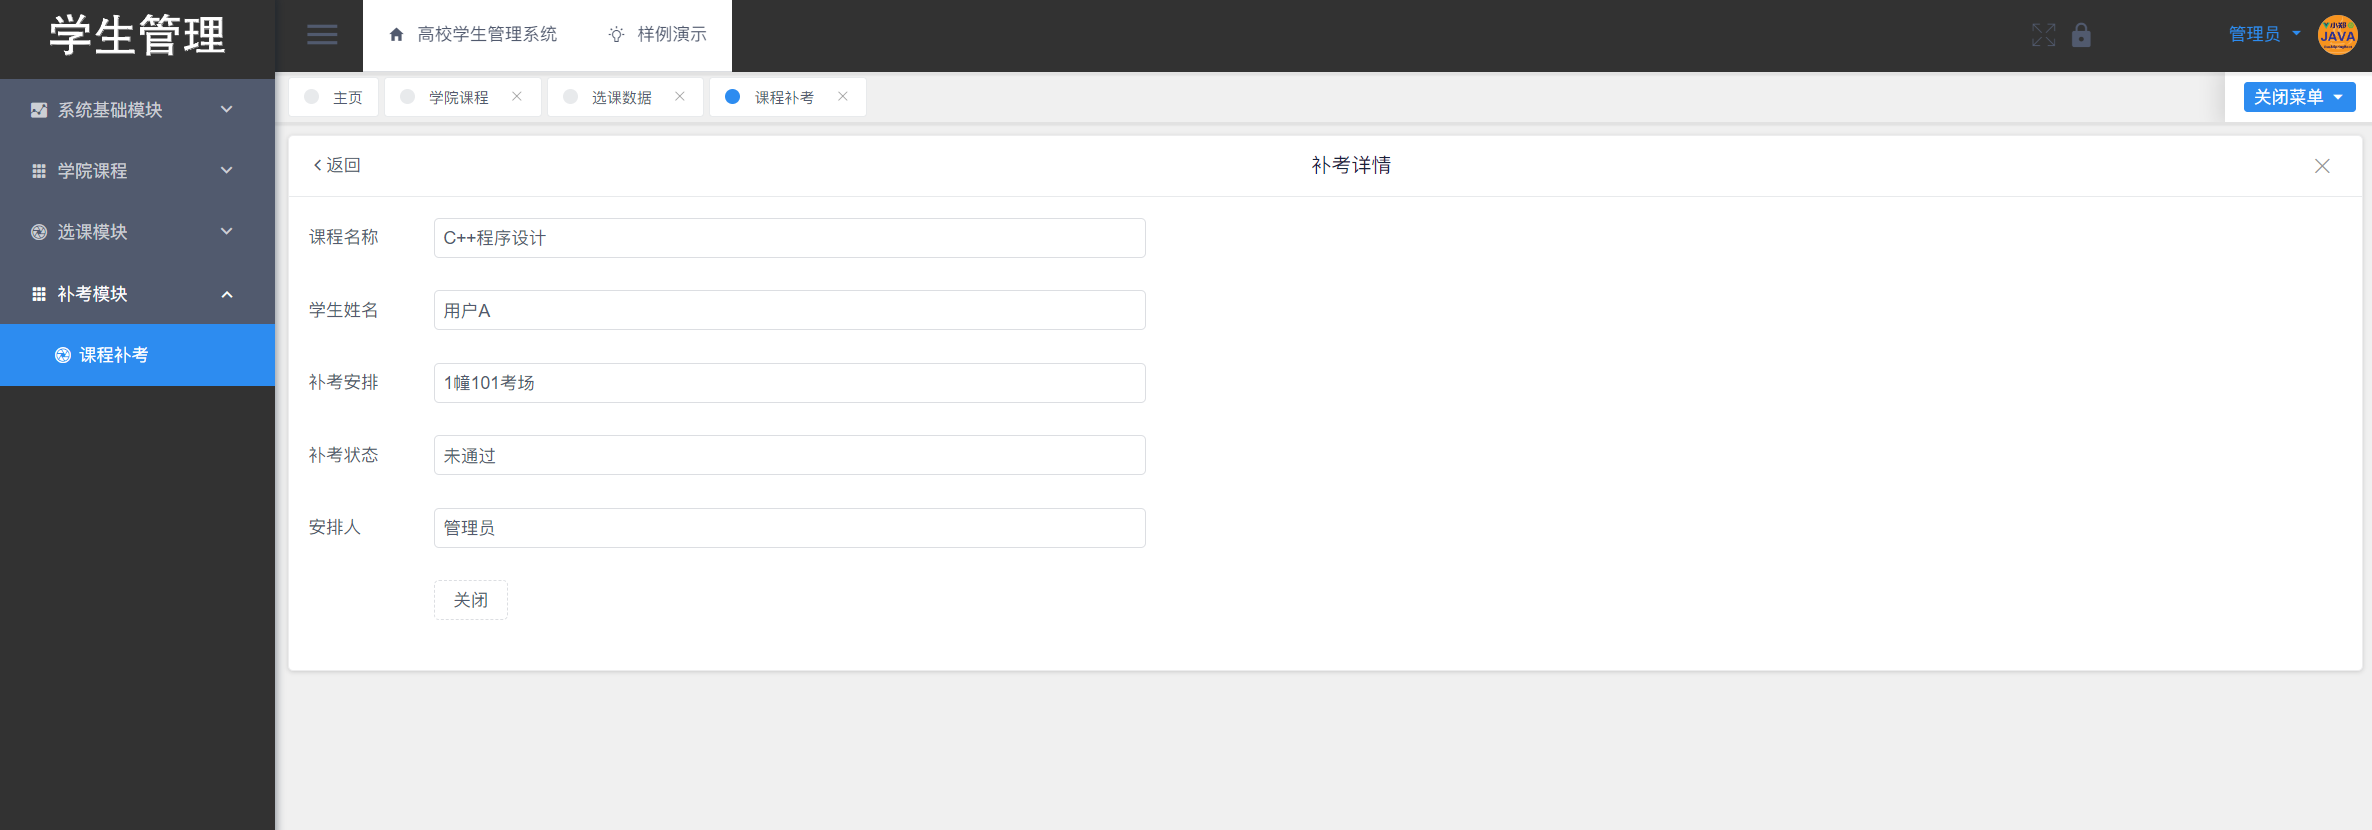 学生管理
高校学生管理系统
样例演示
管理员
小郑
JAVA
系统基础模块
学院课程
选课模块
补考模块
课程补考
主页
学院课程
选课数据
课程补考
关闭菜单
返回
补考详情
课程名称
C++程序设计
学生姓名
用户A
补考安排
1幢101考场
补考状态
未通过
安排人
管理员
关闭